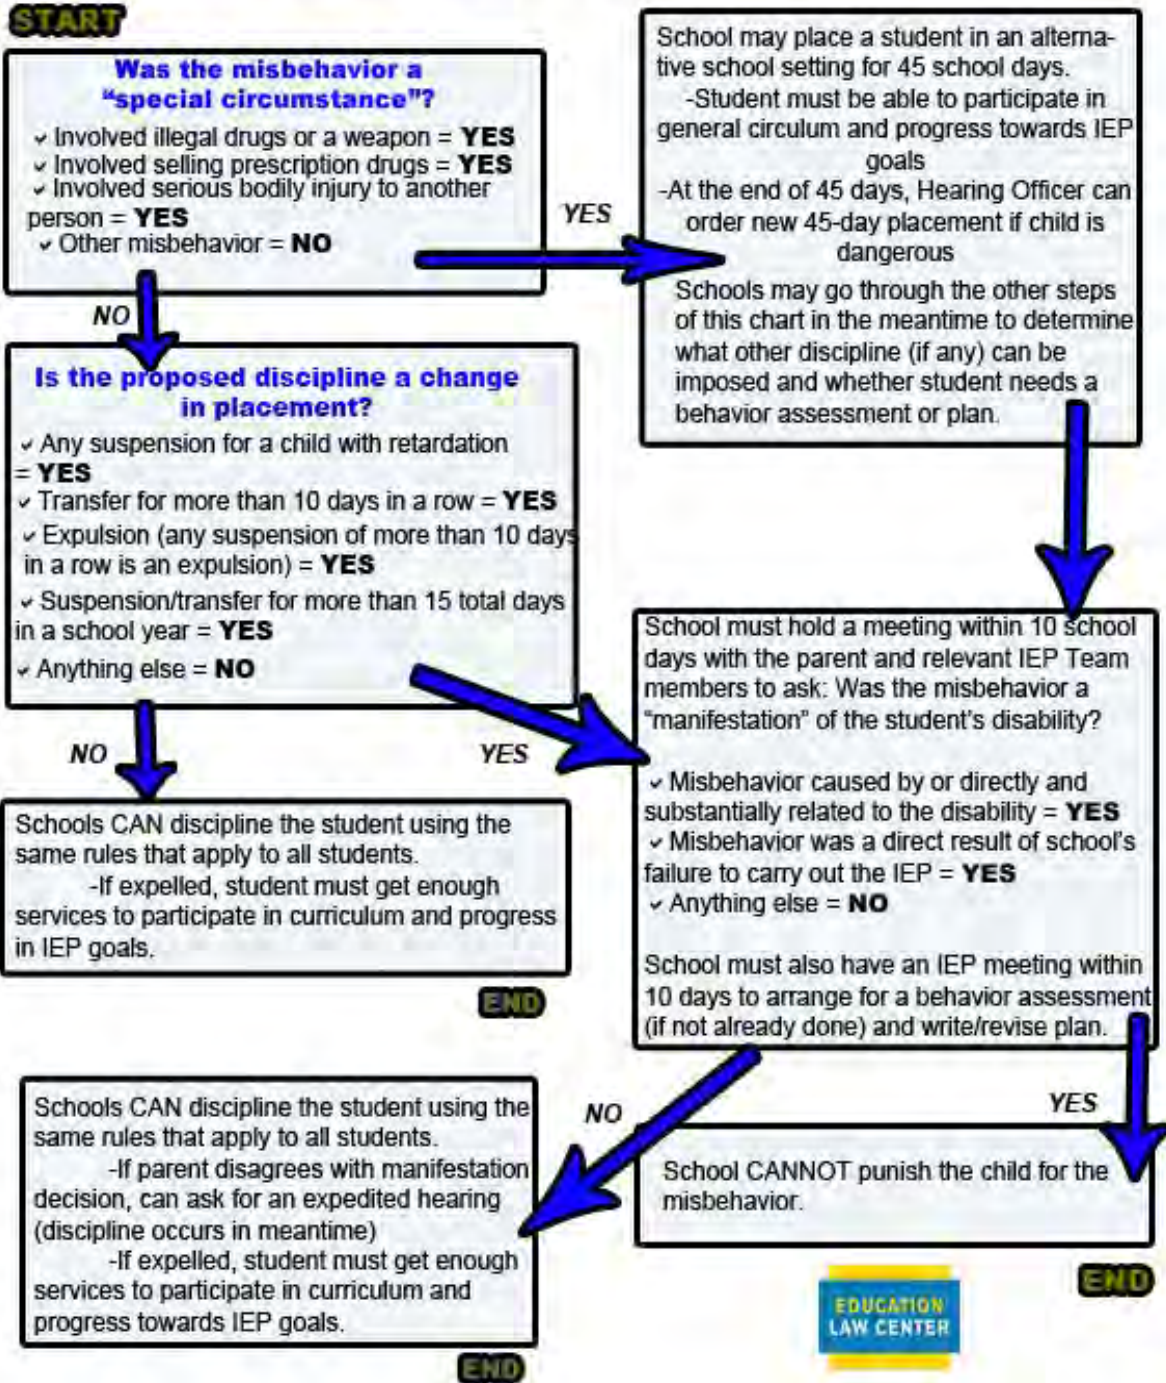 START
Was the misbehavior a
“special circumstance”?
✓ Involved illegal drugs or a weapon = YES
✓ Involved selling prescription drugs = YES
✓ Involved serious bodily injury to another
person = YES
✓ Other misbehavior = NO
YES
School may place a student in an alterna-
tive school setting for 45 school days.
-Student must be able to participate in
general circulum and progress towards IEP
goals
-At the end of 45 days, Hearing Officer can
order new 45-day placement if child is
dangerous
Schools may go through the other steps
of this chart in the meantime to determine
what other discipline (if any) can be
imposed and whether student needs a
behavior assessment or plan.
NO
Is the proposed discipline a change
in placement?
✓ Any suspension for a child with retardation
= YES
✓ Transfer for more than 10 days in a row = YES
✓ Expulsion (any suspension of more than 10 days
in a row is an expulsion) = YES
✓ Suspension/transfer for more than 15 total days
in a school year = YES
✓ Anything else = NO
NO
YES
School must hold a meeting within 10 school
days with the parent and relevant IEP Team
members to ask: Was the misbehavior a
“manifestation” of the student’s disability?
✓ Misbehavior caused by or directly and
substantially related to the disability = YES
✓ Misbehavior was a direct result of school’s
failure to carry out the IEP = YES
✓ Anything else = NO
School must also have an IEP meeting within
10 days to arrange for a behavior assessment
(if not already done) and write/revise plan.
Schools CAN discipline the student using the
same rules that apply to all students.
-If expelled, student must get enough
services to participate in curriculum and progress
in IEP goals.
END
NO
YES
Schools CAN discipline the student using the
same rules that apply to all students.
-If parent disagrees with manifestation
decision, can ask for an expedited hearing
(discipline occurs in meantime)
-If expelled, student must get enough
services to participate in curriculum and
progress towards IEP goals.
END
School CANNOT punish the child for the
misbehavior.
END
EDUCATION
LAW CENTER